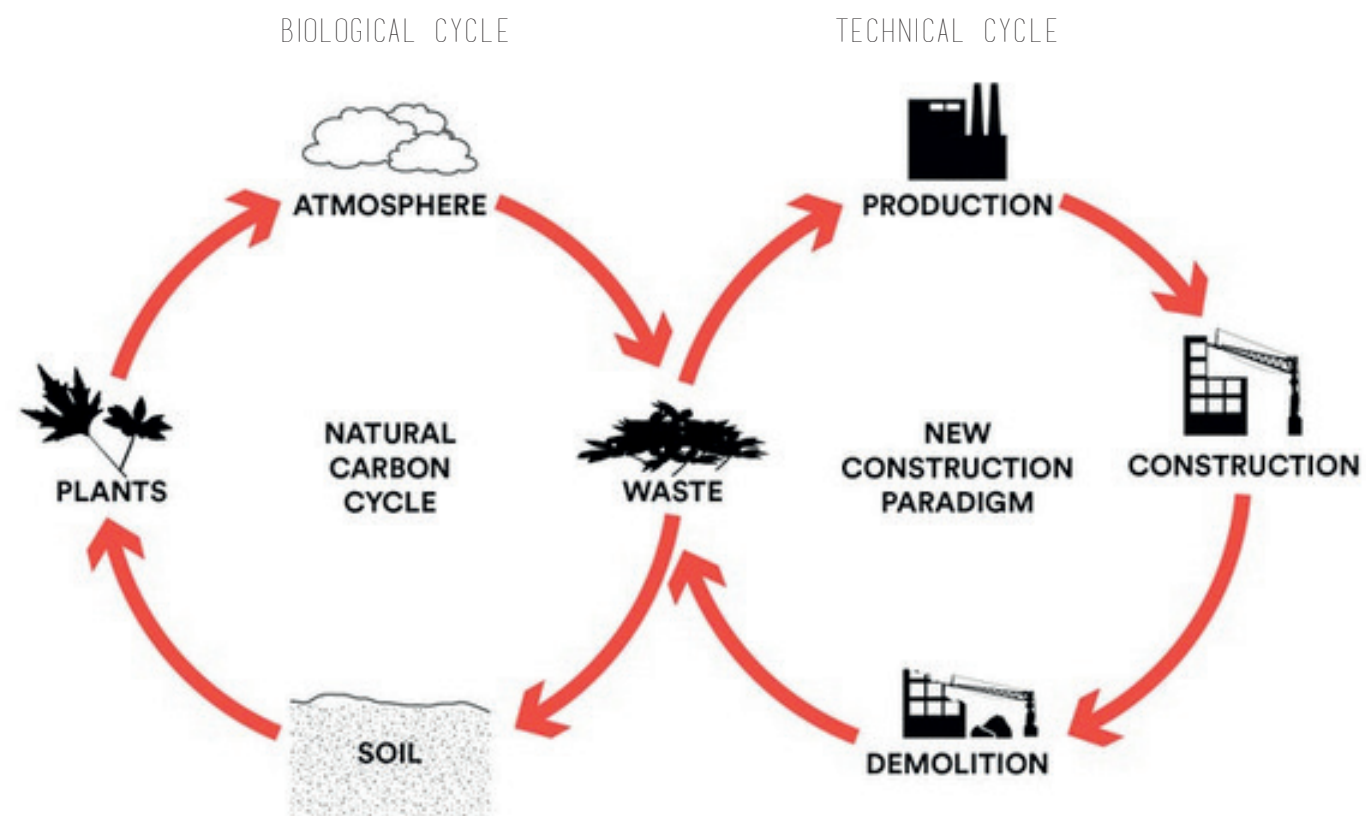 BIOLOGICAL CYCLE
TECHNICAL CYCLE
ATMOSPHERE
PRODUCTION
PLANTS
NATURAL
CARBON
CYCLE
WASTE
NEW
CONSTRUCTION
PARADIGM
CONSTRUCTION
SOIL
DEMOLITION